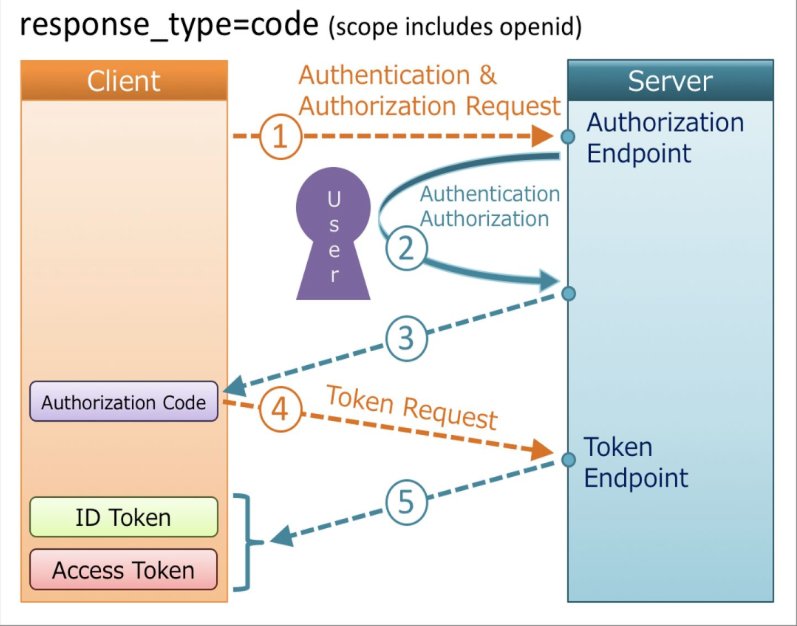 response_type=code (scope includes openid)
Client
Authentication &
Authorization Request
Server
1
Authorization
Endpoint
User
Authentication
Authorization
2
3
Authorization Code
4
Token Request
Token
Endpoint
5
ID Token
Access Token